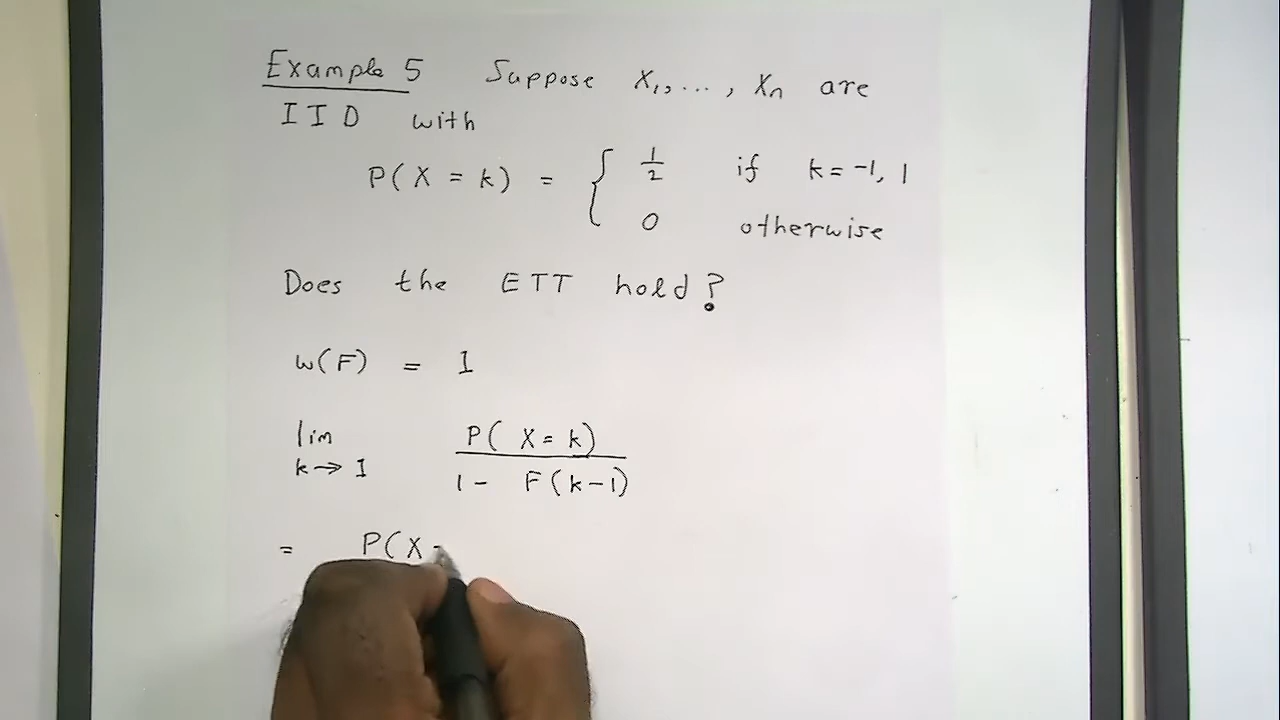 Example 5 Suppose X₁, ..., Xₙ are
IID with
P(X = k) = { 1/2 if k = -1, 1
0 otherwise
Does the ETT hold?
w(F) = 1
lim k→1 P(X = k) / 1 - F(k-1)
= P(X =